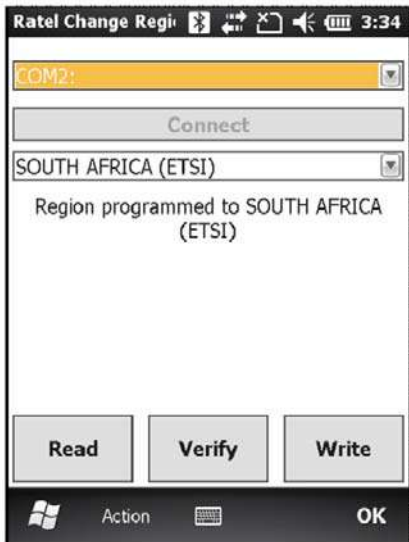 Ratel Change Regi 3:34
COM2:
Connect
SOUTH AFRICA (ETSI)
Region programmed to SOUTH AFRICA
(ETSI)
Read Verify Write
Action OK